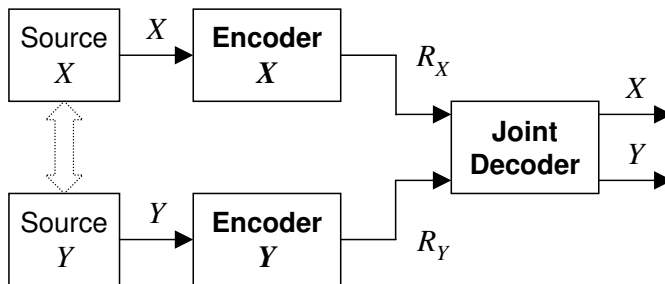 Source
X
X
Encoder
X
R_X
Joint
Decoder
X
Y
Source
Y
Y
Encoder
Y
R_Y